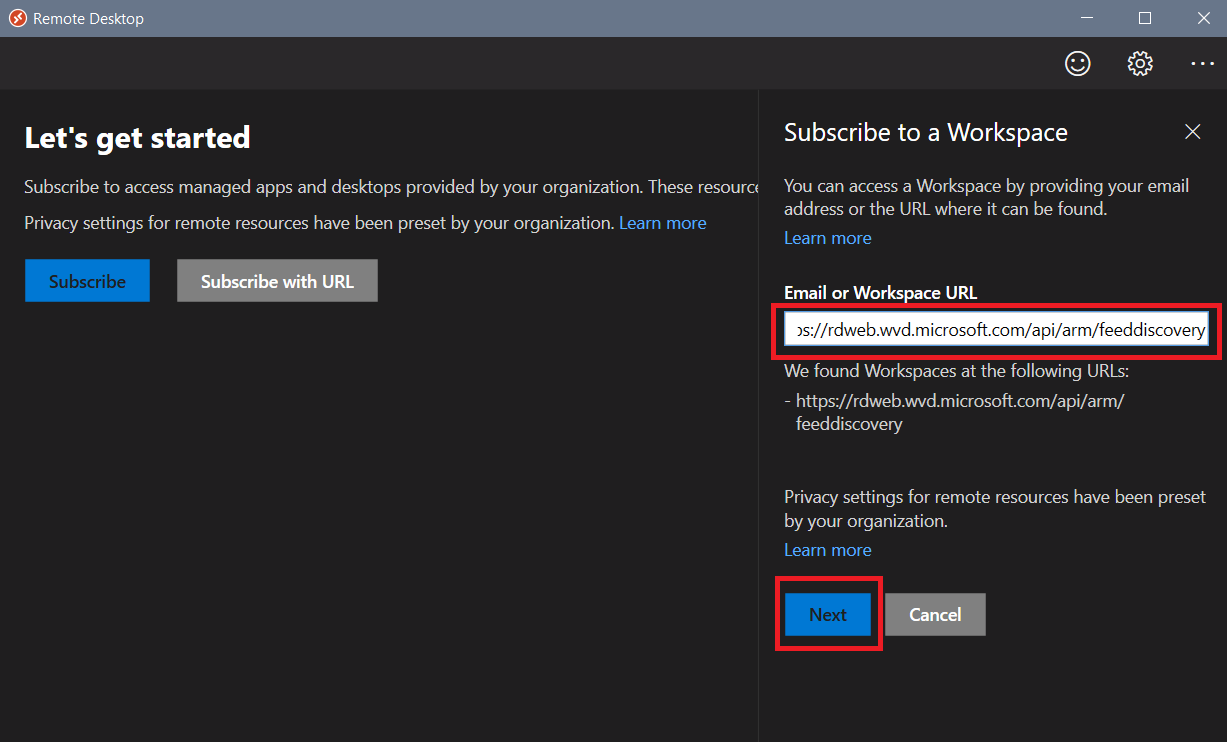 Remote Desktop
Let's get started
Subscribe to access managed apps and desktops provided by your organization. These
Privacy settings for remote resources have been preset by your organization. Learn more
Subscribe
Subscribe with URL
Subscribe to a Workspace
You can access a Workspace by providing your email
address or the URL where it can be found.
Learn more
Email or Workspace URL
ps://rdweb.wvd.microsoft.com/api/arm/feeddiscovery
We found Workspaces at the following URLs:
- https://rdweb.wvd.microsoft.com/api/arm/
feeddiscovery
Privacy settings for remote resources have been preset
by your organization.
Learn more
Next
Cancel